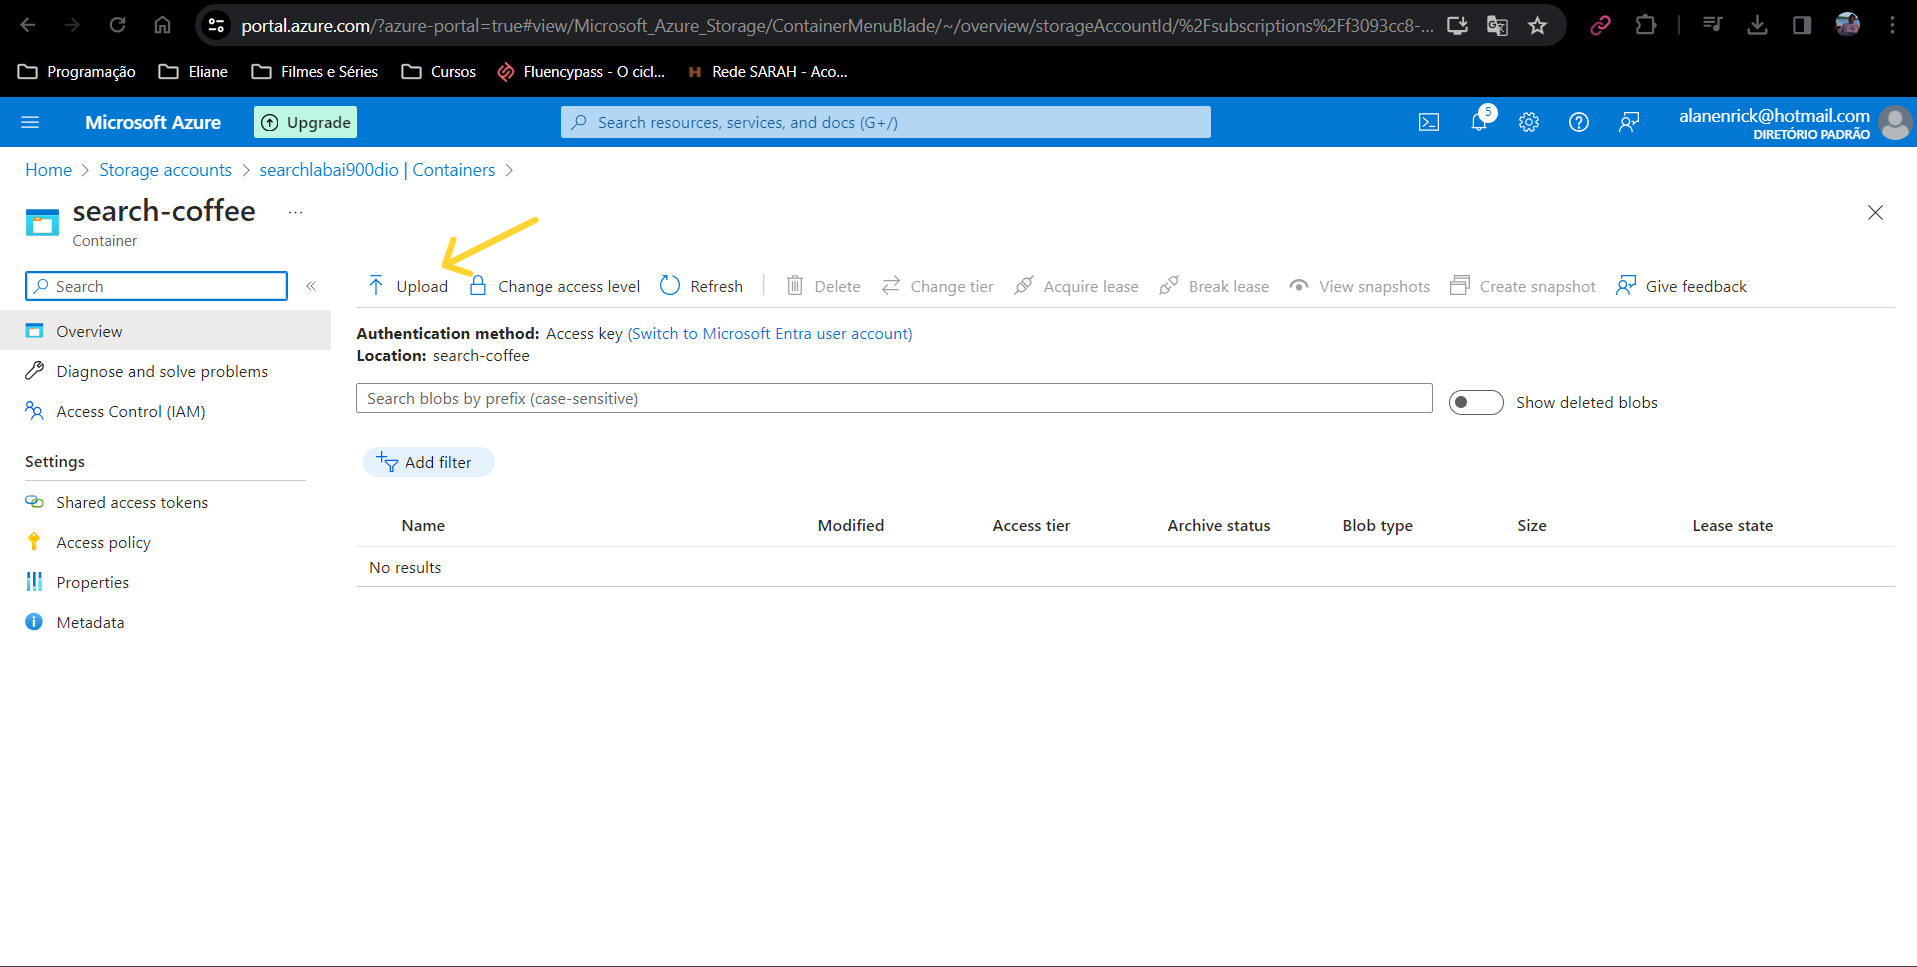 portal.azure.com/?azure-portal=true#view/Microsoft_Azure_Storage/ContainerMenuBlade/~/overview/storageAccountId/%2Fsubscriptions%2Ff3093cc8-...
Programação Eliane Filmes e Séries Cursos Fluencypass - O cicl... H Rede SARAH - Aco...
Microsoft Azure Upgrade Search resources, services, and docs (G+/) 5 alanenrick@hotmail.com
DIRETÓRIO PADRÃO
Home > Storage accounts > searchlabai900dio | Containers >
search-coffee ...
Container
Search «
Upload Change access level Refresh Delete Change tier Acquire lease Break lease View snapshots Create snapshot Give feedback
Overview
Diagnose and solve problems
Access Control (IAM)
Settings
Shared access tokens
Access policy
Properties
Metadata
Authentication method: Access key (Switch to Microsoft Entra user account)
Location: search-coffee
Search blobs by prefix (case-sensitive) Show deleted blobs
Add filter
Name Modified Access tier Archive status Blob type Size Lease state
No results